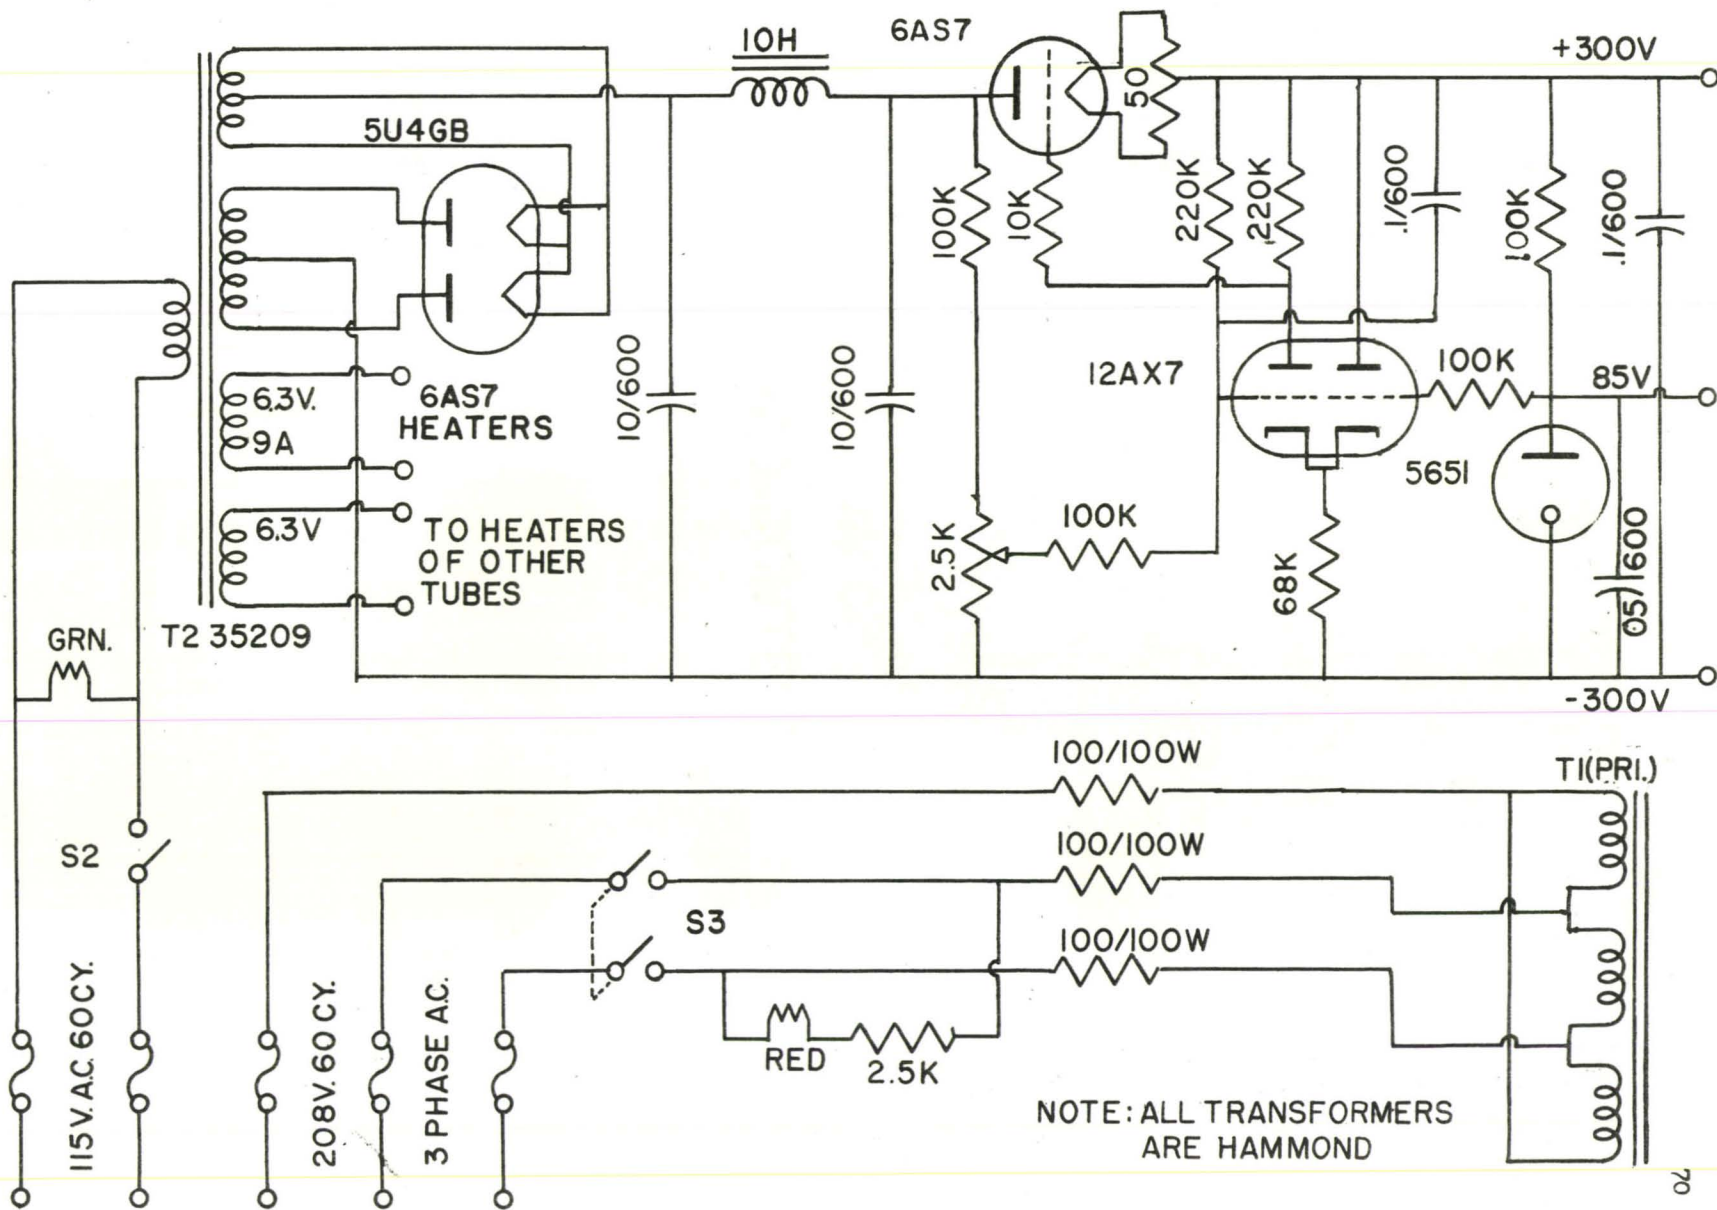 10H
6AS7
+300V
50
5U4GB
100K
10K
220K
220K
.1/600
100K
.1/600
12AX7
100K
85V
6.3V.
9A
6AS7
HEATERS
10/600
10/600
5651
6.3V
TO HEATERS
OF OTHER
TUBES
2.5K
100K
68K
.05/600
GRN.
T2 35209
-300V
100/100W
T1(PRI.)
S2
100/100W
S3
100/100W
115V.A.C. 60CY.
208V. 60 CY.
3 PHASE A.C.
RED
2.5K
NOTE: ALL TRANSFORMERS
ARE HAMMOND
70